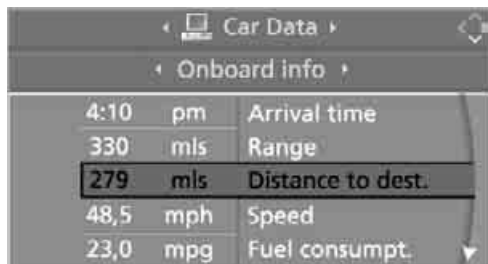 Car Data
Onboard info
4:10 pm Arrival time
330 mls Range
279 mls Distance to dest.
48,5 mph Speed
23,0 mpg Fuel consumpt.